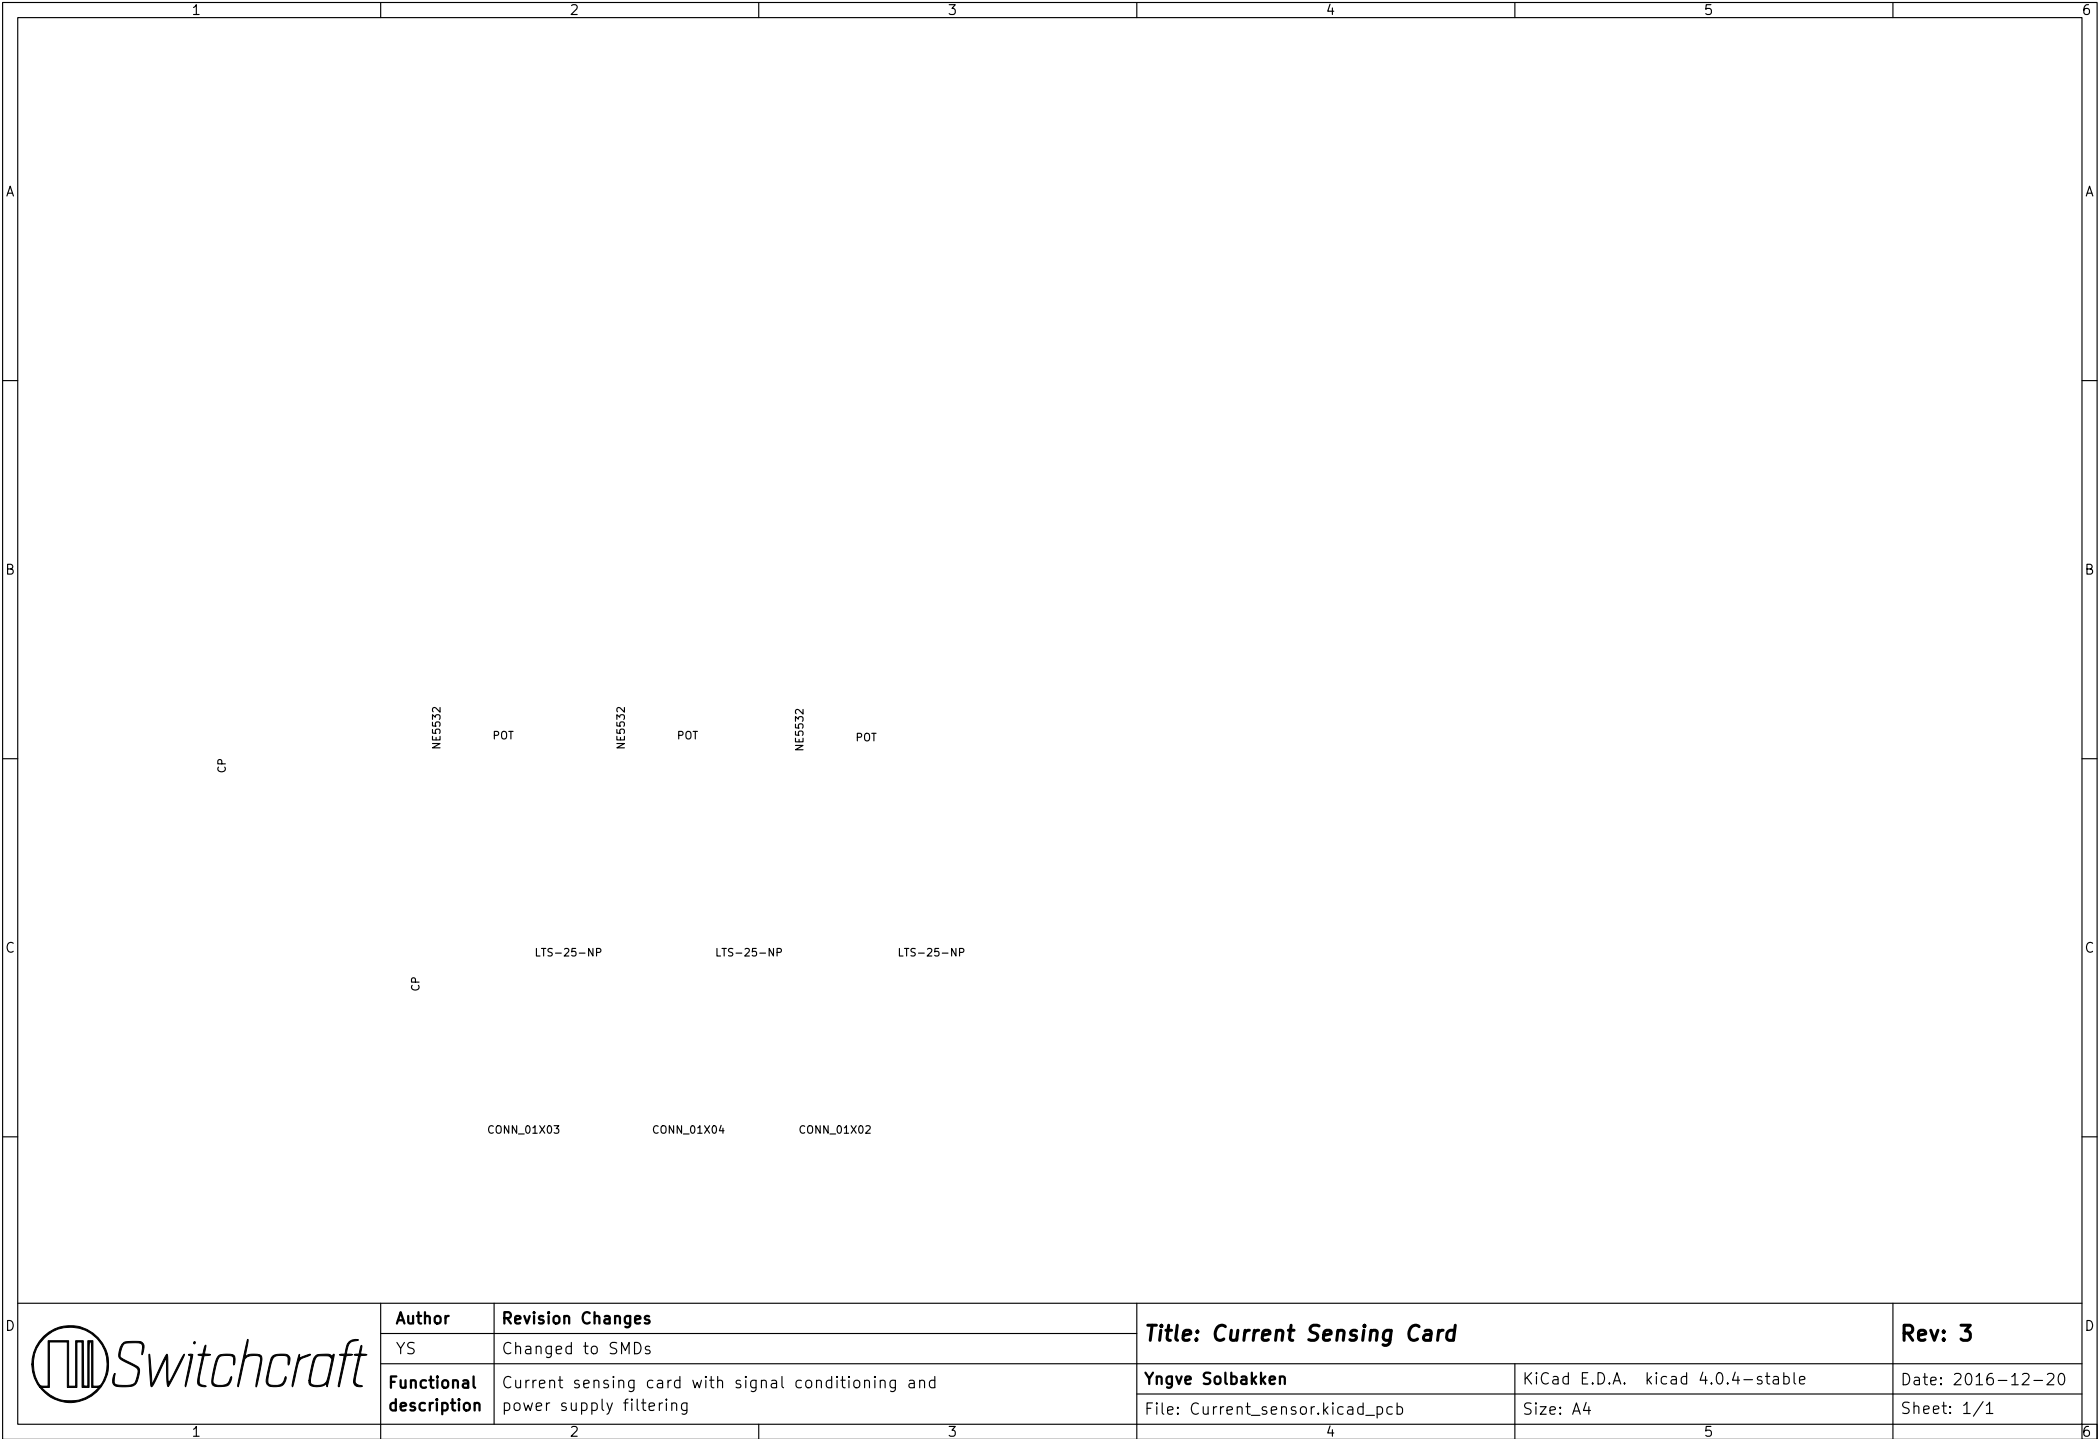 1 2 3 4 5 6
A A
B B
NE5532 NE5532 NE5532
POT POT POT
CP
C C
LTS-25-NP LTS-25-NP LTS-25-NP
CP
CONN_01X03 CONN_01X04 CONN_01X02
D D
Switchcraft
Author Revision Changes
YS Changed to SMDs
Functional description
Current sensing card with signal conditioning and
power supply filtering
Title: Current Sensing Card
Rev: 3
Yngve Solbakken
KiCad E.D.A. kicad 4.0.4-stable
Date: 2016-12-20
File: Current_sensor.kicad_pcb
Size: A4
Sheet: 1/1
1 2 3 4 5 6